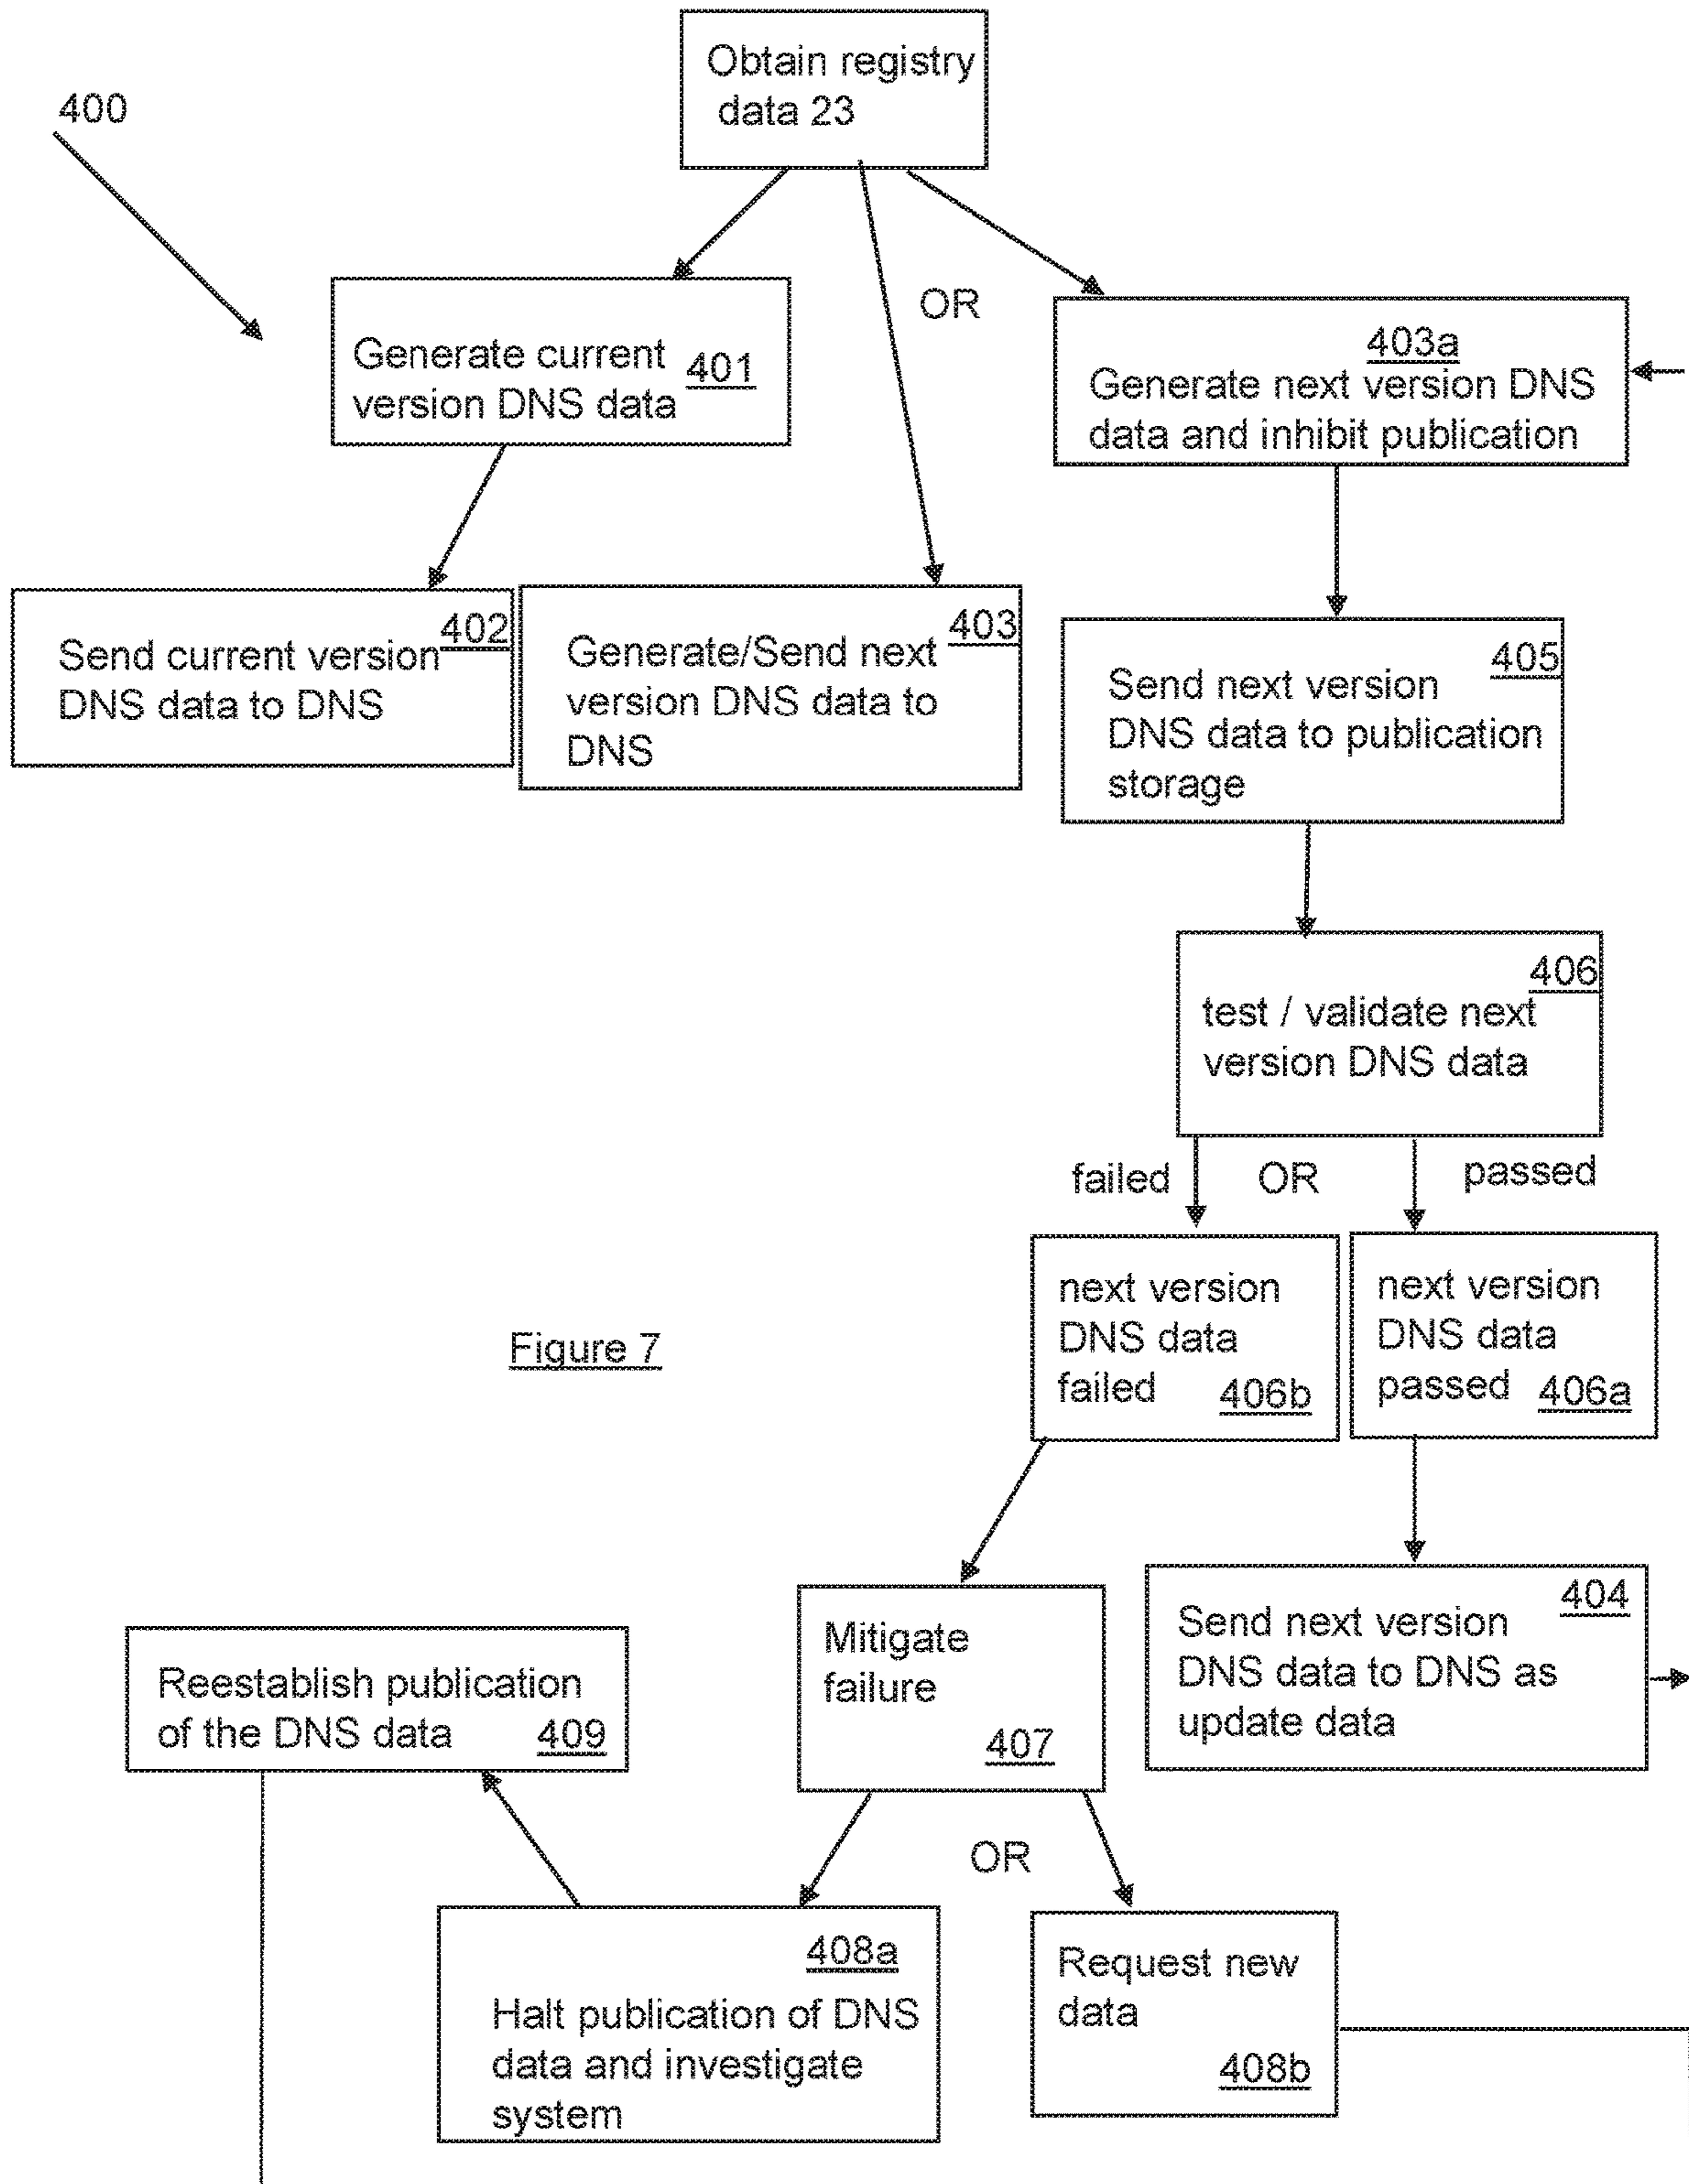 Obtain registry
data 23
400
OR
Generate current
version DNS data 401
403a
Generate next version DNS
data and inhibit publication
402
Send current version
DNS data to DNS
403
Generate/Send next
version DNS data to
DNS
405
Send next version
DNS data to publication
storage
406
test / validate next
version DNS data
failed OR passed
next version
DNS data
failed 406b
next version
DNS data
passed 406a
Figure 7
404
Send next version
DNS data to DNS as
update data
Mitigate
failure
407
Reestablish publication
of the DNS data 409
OR
408a
Halt publication of DNS
data and investigate
system
Request new
data
408b